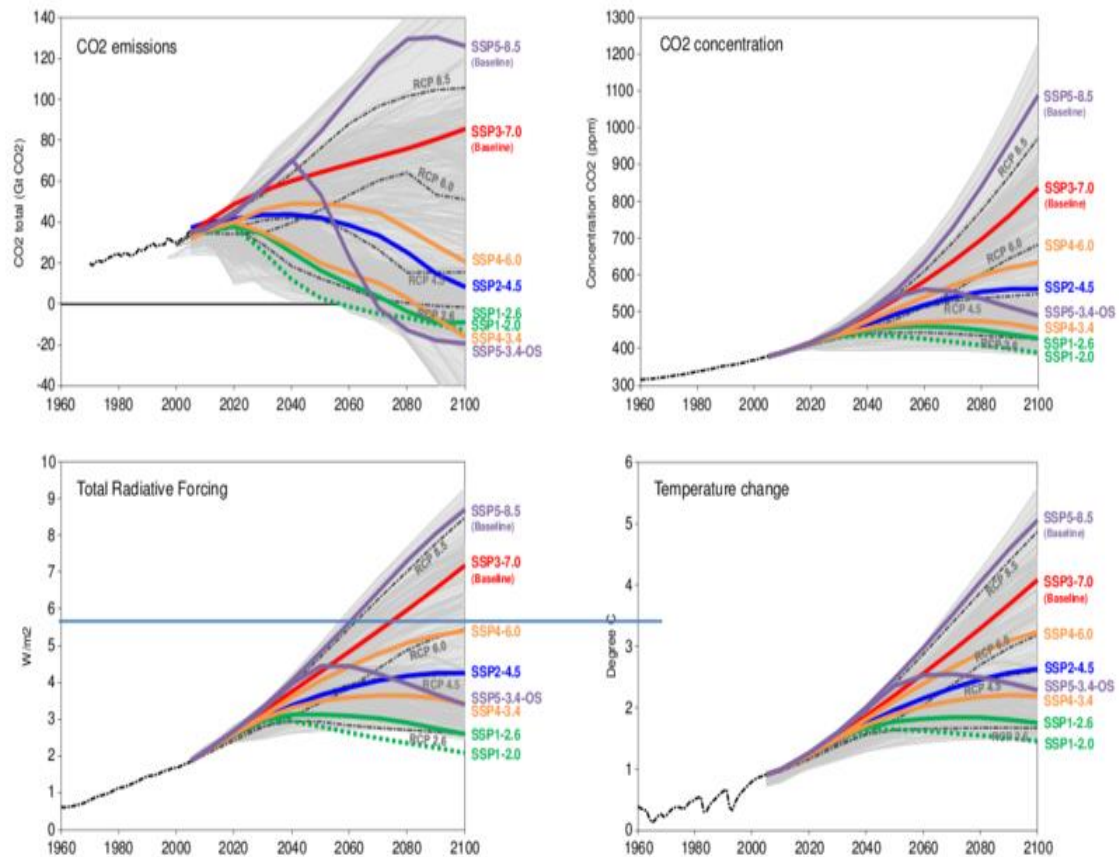 CO2 emissions
CO2 total (Gt CO2)
140
120
100
80
60
40
20
0
-20
-40
1960 1980 2000 2020 2040 2060 2080 2100
SSP5-8.5
(Baseline)
RCP 8.5
SSP3-7.0
(Baseline)
RCP 6.0
SSP4-6.0
RCP 4.5
SSP2-4.5
RCP 2.6
SSP1-2.6
SSP1-2.0
SSP4-3.4
SSP5-3.4-OS
CO2 concentration
Concentration CO2 (ppm)
1300
1200
1100
1000
900
800
700
600
500
400
300
1960 1980 2000 2020 2040 2060 2080 2100
SSP5-8.5
(Baseline)
RCP 8.5
SSP3-7.0
(Baseline)
SSP4-6.0
RCP 6.0
SSP2-4.5
RCP 4.5
SSP5-3.4-OS
SSP4-3.4
SSP1-2.6
RCP 2.6
SSP1-2.0
Total Radiative Forcing
W/m2
10
9
8
7
6
5
4
3
2
1
0
1960 1980 2000 2020 2040 2060 2080 2100
SSP5-8.5
(Baseline)
RCP 8.5
SSP3-7.0
(Baseline)
SSP4-6.0
RCP 6.0
SSP2-4.5
RCP 4.5
SSP5-3.4-OS
SSP4-3.4
SSP1-2.6
RCP 2.6
SSP1-2.0
Temperature change
Degree C
6
5
4
3
2
1
0
1960 1980 2000 2020 2040 2060 2080 2100
SSP5-8.5
(Baseline)
RCP 8.5
SSP3-7.0
(Baseline)
SSP4-6.0
RCP 6.0
SSP2-4.5
RCP 4.5
SSP5-3.4-OS
SSP4-3.4
SSP1-2.6
RCP 2.6
SSP1-2.0